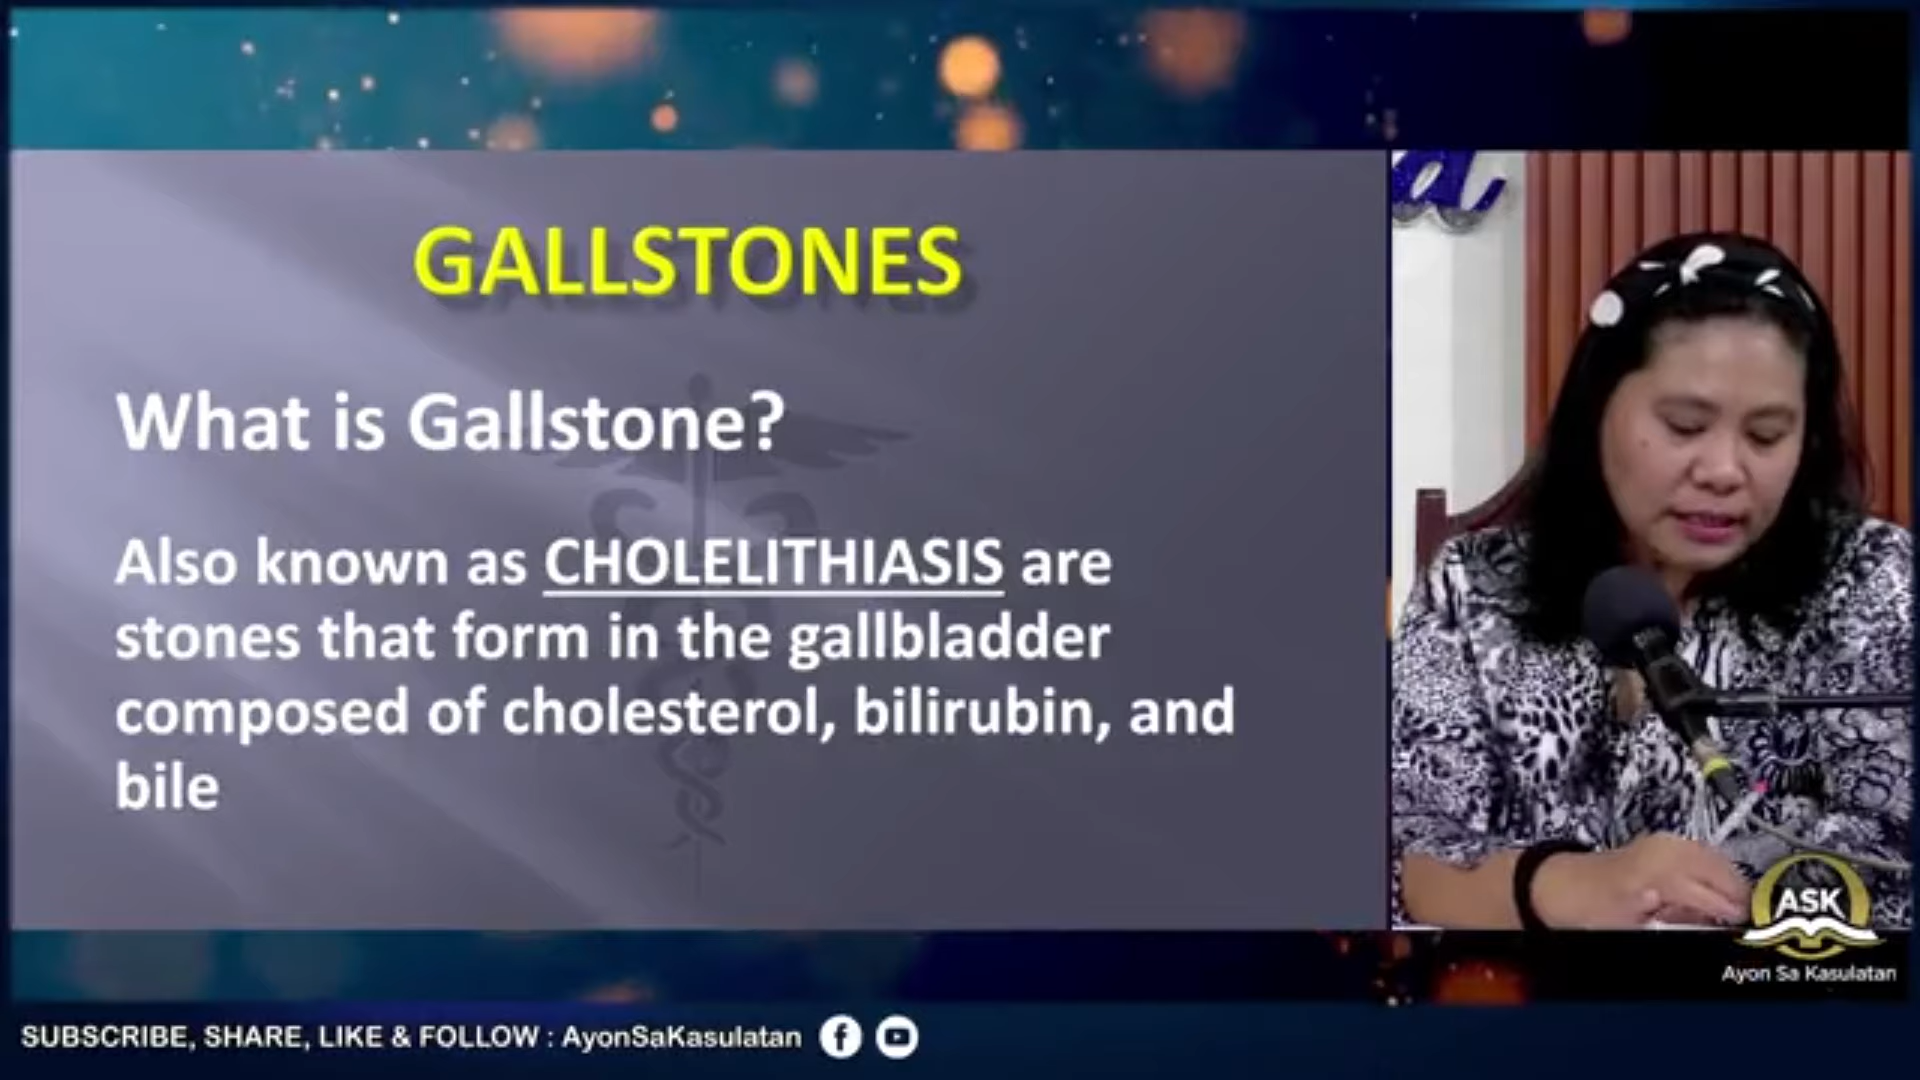 GALLSTONES
What is Gallstone?
Also known as CHOLELITHIASIS are
stones that form in the gallbladder
composed of cholesterol, bilirubin, and
bile
ASK
Ayon Sa Kasulatan
SUBSCRIBE, SHARE, LIKE & FOLLOW : AyonSaKasulatan